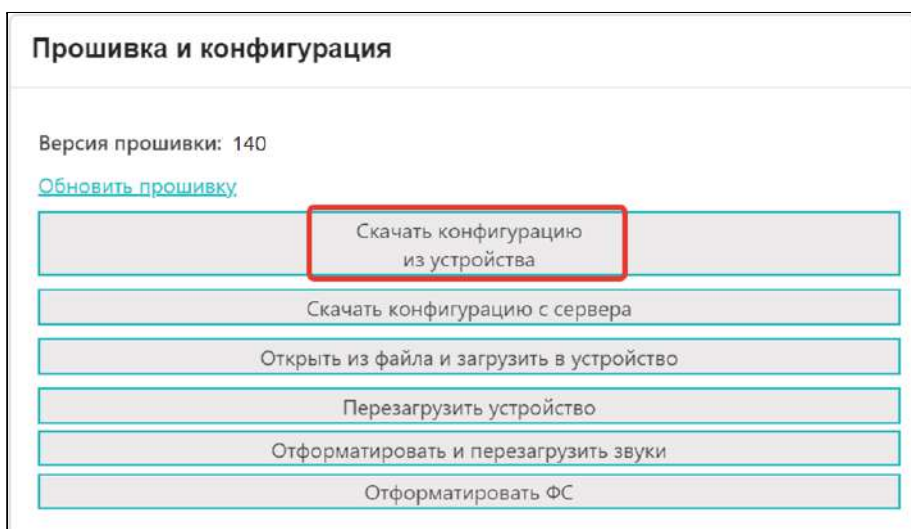 Прошивка и конфигурация
Версия прошивки: 140
Обновить прошивку
Скачать конфигурацию
из устройства
Скачать конфигурацию с сервера
Открыть из файла и загрузить в устройство
Перезагрузить устройство
Отформатировать и перезагрузить звуки
Отформатировать ФС